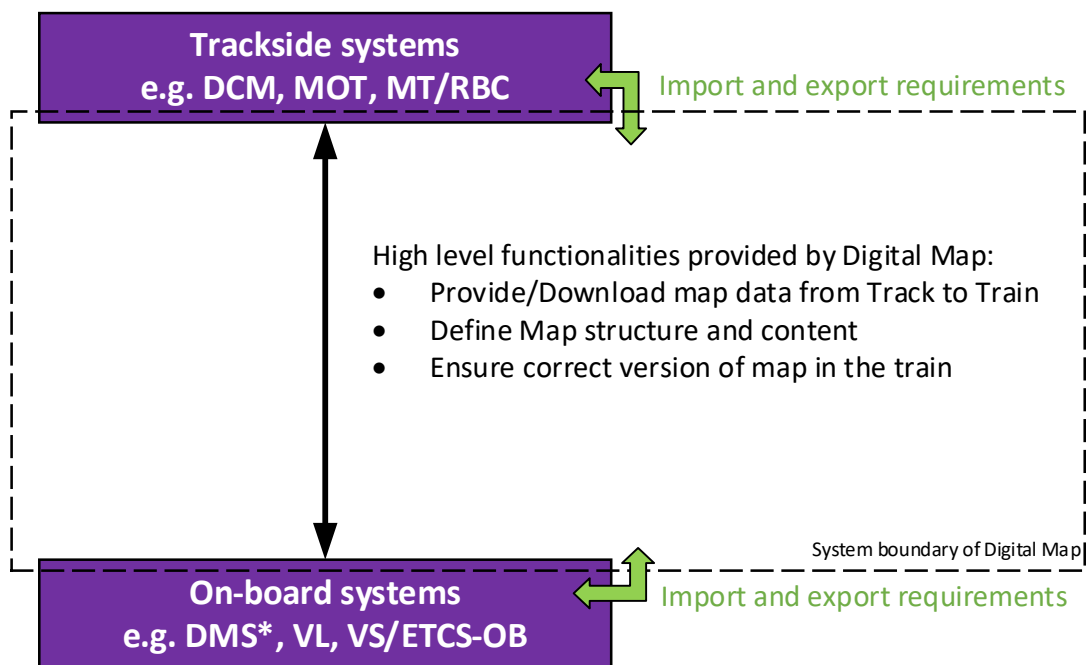 Trackside systems
e.g. DCM, MOT, MT/RBC
Import and export requirements
High level functionalities provided by Digital Map:
• Provide/Download map data from Track to Train
• Define Map structure and content
• Ensure correct version of map in the train
System boundary of Digital Map
On-board systems
e.g. DMS*, VL, VS/ETCS-OB
Import and export requirements